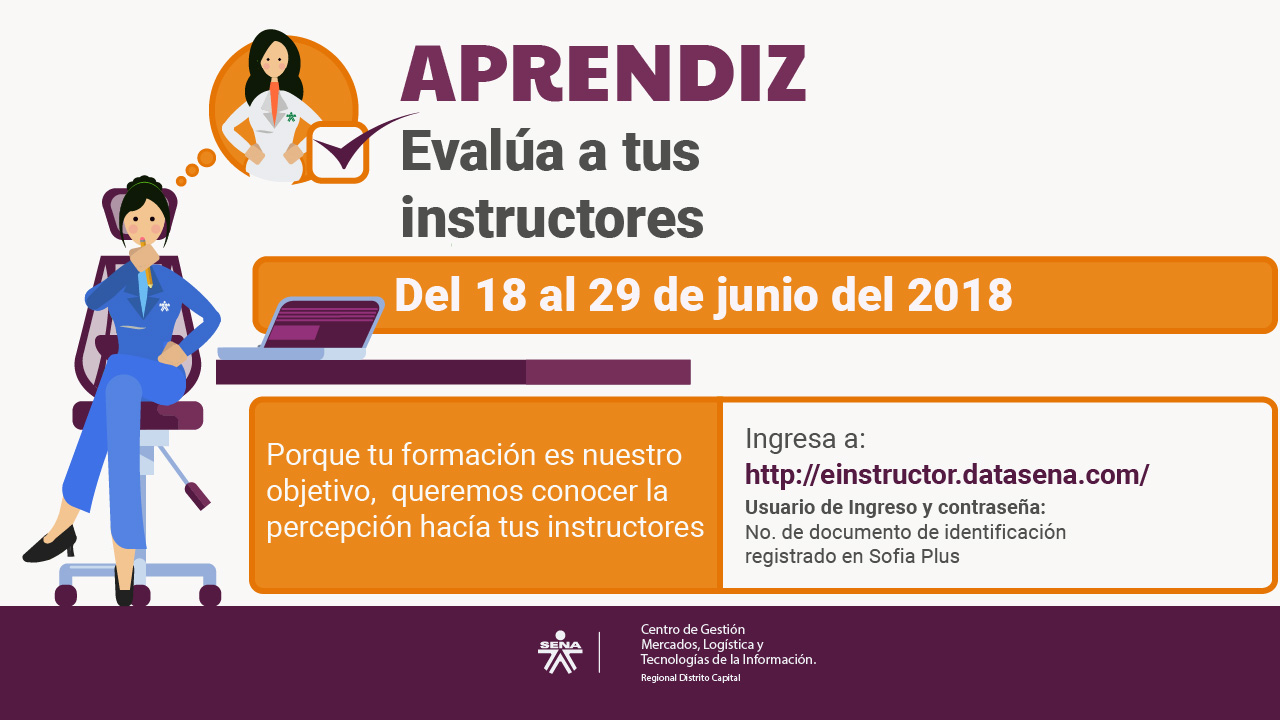 APRENDIZ
Evalúa a tus
instructores
Del 18 al 29 de junio del 2018
Porque tu formación es nuestro
objetivo,  queremos conocer la
percepción hacía tus instructores
Ingresa a:
http://einstructor.datasena.com/
Usuario de Ingreso y contraseña:
No. de documento de identificación
registrado en Sofia Plus
SENA
Centro de Gestión
Mercados, Logística y
Tecnologías de la Información.
Regional Distrito Capital